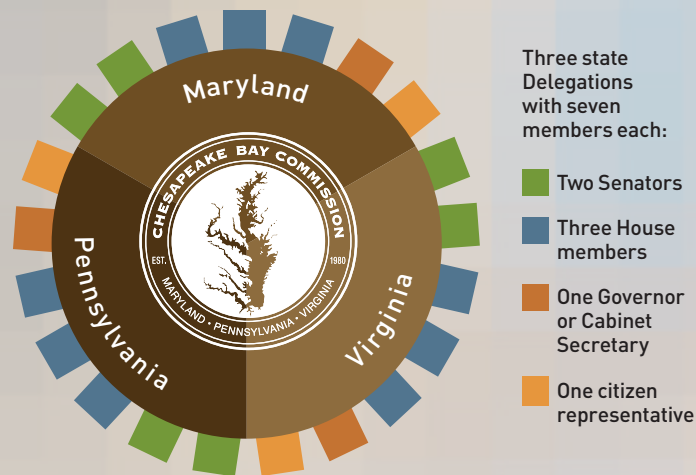 Maryland
Pennsylvania
Virginia
CHESAPEAKE BAY COMMISSION
EST. 1980
MARYLAND • PENNSYLVANIA • VIRGINIA
Three state
Delegations
with seven
members each:
Two Senators
Three House
members
One Governor
or Cabinet
Secretary
One citizen
representative